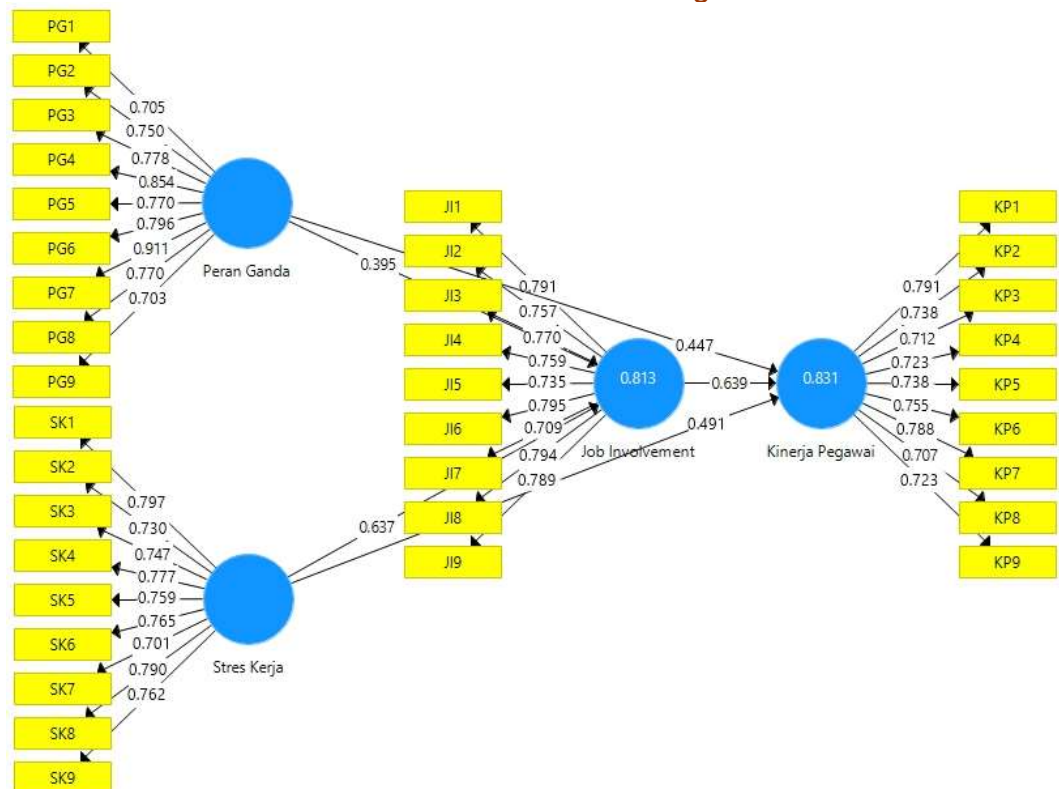 PG1
PG2
PG3
PG4
PG5
PG6
PG7
PG8
PG9
0.705
0.750
0.778
0.854
0.770
0.796
0.911
0.770
0.703
Peran Ganda
SK1
SK2
SK3
SK4
SK5
SK6
SK7
SK8
SK9
0.797
0.730
0.747
0.777
0.759
0.765
0.701
0.790
0.762
Stres Kerja
0.395
0.447
0.637
0.491
JI1
JI2
JI3
JI4
JI5
JI6
JI7
JI8
JI9
0.791
0.757
0.770
0.759
0.735
0.795
0.709
0.794
0.789
0.813
Job Involvement
0.639
0.831
Kinerja Pegawai
0.791
0.738
0.712
0.723
0.738
0.755
0.788
0.707
0.723
KP1
KP2
KP3
KP4
KP5
KP6
KP7
KP8
KP9